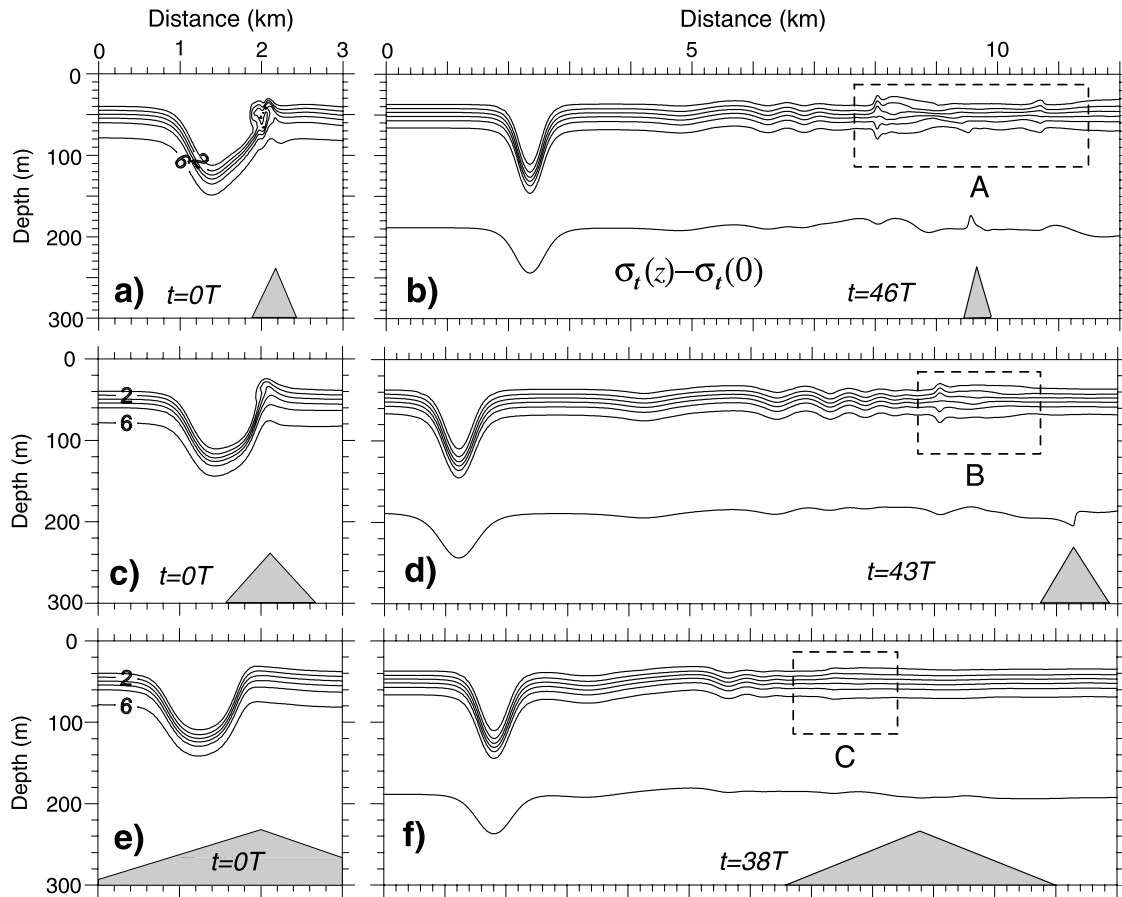 Distance (km)
Distance (km)
0 1 2 3
0 5 10
Depth (m)
0
100
200
300
6 2
a)
t=0T
A
b)
σt(z)–σt(0)
t=46T
Depth (m)
0
100
200
300
2
6
c)
t=0T
B
d)
t=43T
Depth (m)
0
100
200
300
2
6
e)
t=0T
C
f)
t=38T